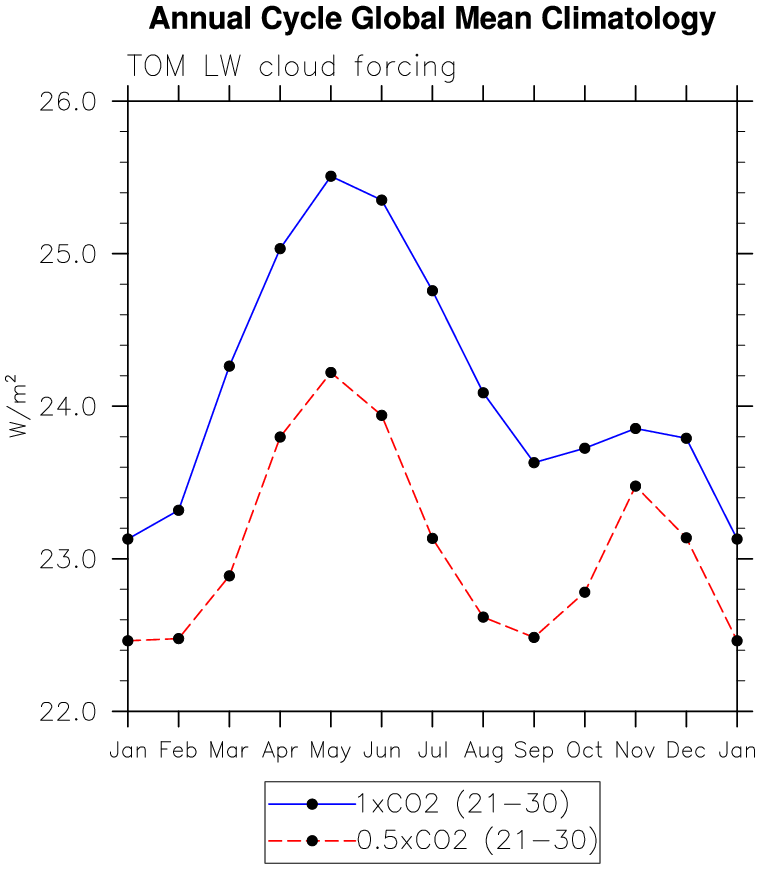 Annual Cycle Global Mean Climatology
TOM LW cloud forcing
26.0
25.0
24.0
23.0
22.0
W/m²
Jan Feb Mar Apr May Jun Jul Aug Sep Oct Nov Dec Jan
1xCO2 (21−30)
0.5xCO2 (21−30)